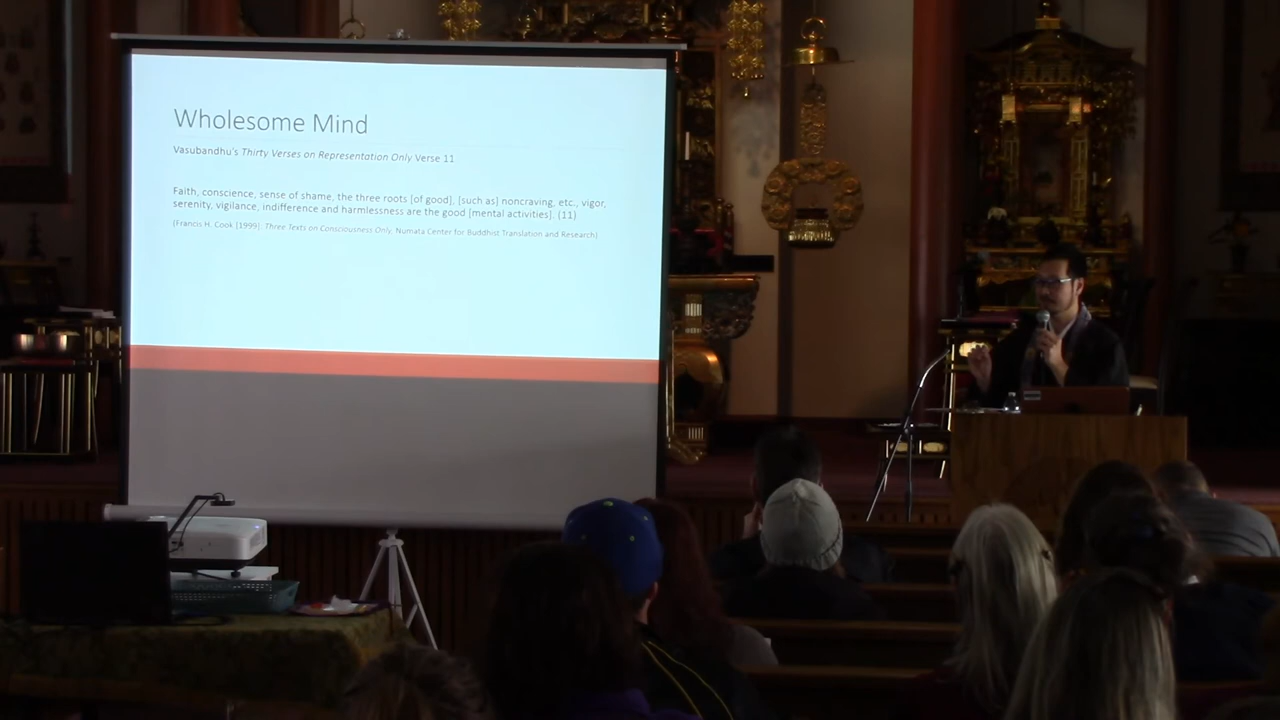 Wholesome Mind
Vasubandhu's Thirty Verses on Representation Only Verse 11
Faith, conscience, sense of shame, the three roots [of good], [such as] noncraving, etc., vigor,
serenity, vigilance, indifference and harmlessness are the good [mental activities]. (11)
(Francis H. Cook (1999): Three Texts on Consciousness Only. Numata Center for Buddhist Translation and Research)